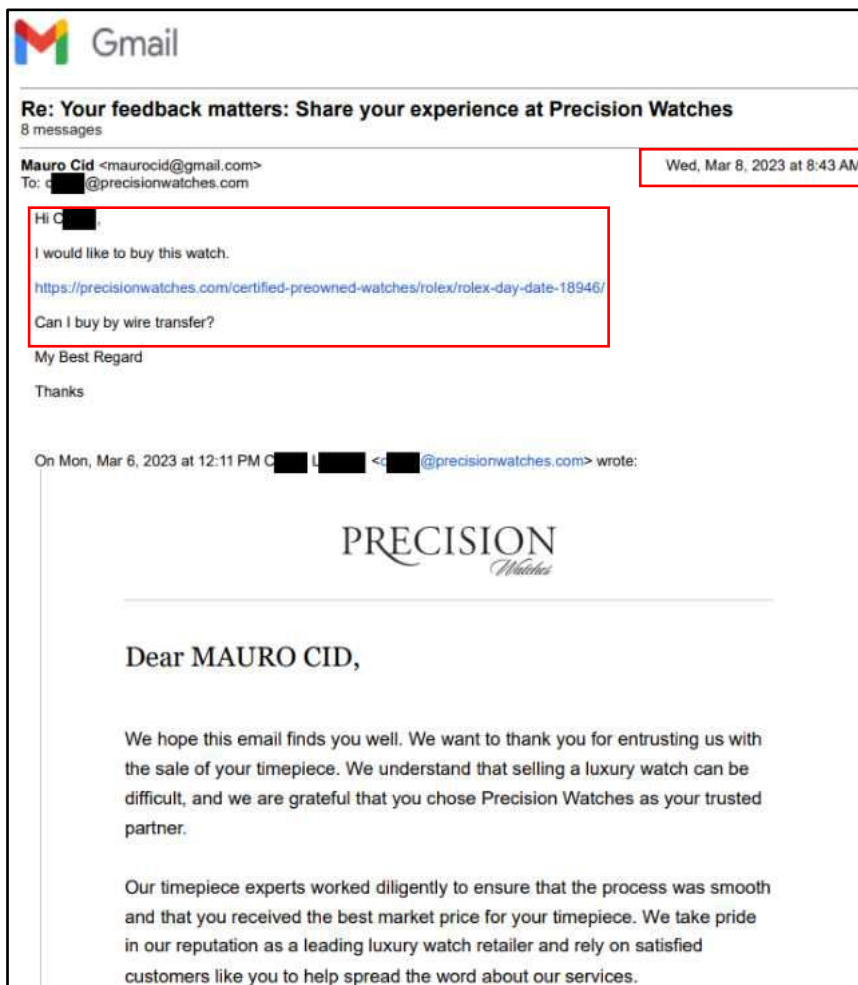 Gmail
Re: Your feedback matters: Share your experience at Precision Watches
8 messages
Mauro Cid <maurocid@gmail.com>
Wed, Mar 8, 2023 at 8:43 AM
To: c @precisionwatches.com
Hi C ,
I would like to buy this watch.
https://precisionwatches.com/certified-preowned-watches/rolex/rolex-day-date-18946/
Can I buy by wire transfer?
My Best Regard
Thanks
On Mon, Mar 6, 2023 at 12:11 PM C L <c @precisionwatches.com> wrote:
PRECISION
Watches
Dear MAURO CID,
We hope this email finds you well. We want to thank you for entrusting us with
the sale of your timepiece. We understand that selling a luxury watch can be
difficult, and we are grateful that you chose Precision Watches as your trusted
partner.
Our timepiece experts worked diligently to ensure that the process was smooth
and that you received the best market price for your timepiece. We take pride
in our reputation as a leading luxury watch retailer and rely on satisfied
customers like you to help spread the word about our services.